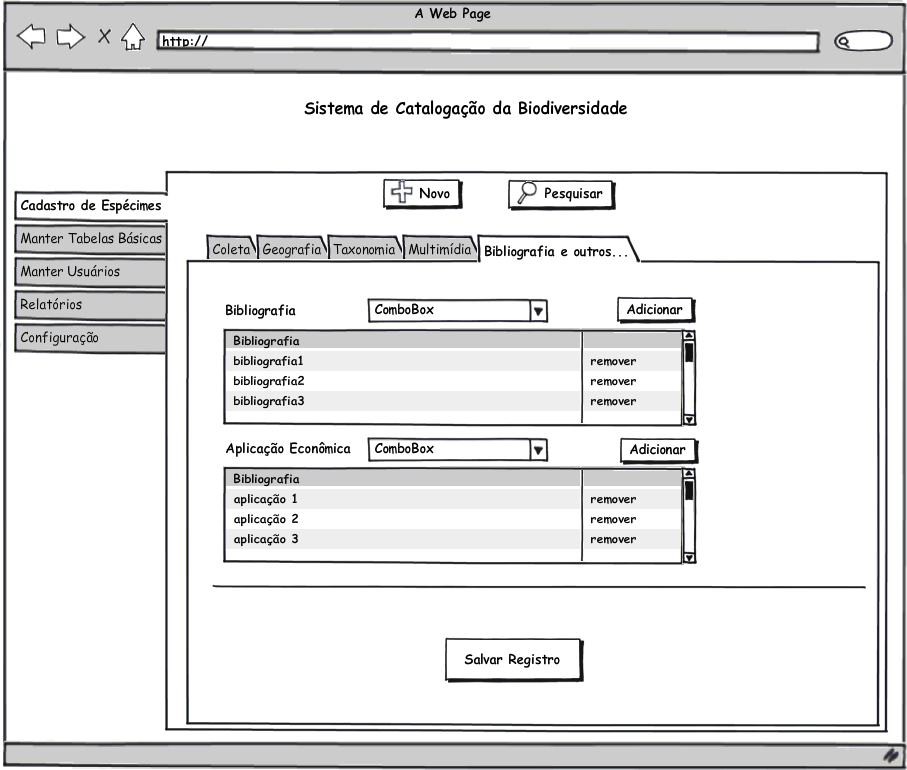 A Web Page
http://
Sistema de Catalogação da Biodiversidade
Novo
Pesquisar
Cadastro de Espécimes
Manter Tabelas Básicas
Manter Usuários
Relatórios
Configuração
Coleta Geografia Taxonomia Multimídia Bibliografia e outros...
Bibliografia ComboBox Adicionar
Bibliografia
bibliografia1 remover
bibliografia2 remover
bibliografia3 remover
Aplicação Econômica ComboBox Adicionar
Bibliografia
aplicação 1 remover
aplicação 2 remover
aplicação 3 remover
Salvar Registro